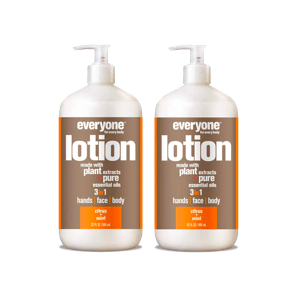 everyone
for every body
lotion
made with
plant extracts
pure
essential oils
3 in 1
hands | face | body
citrus +
mint
everyone
for every body
lotion
made with
plant extracts
pure
essential oils
3 in 1
hands | face | body
citrus +
mint